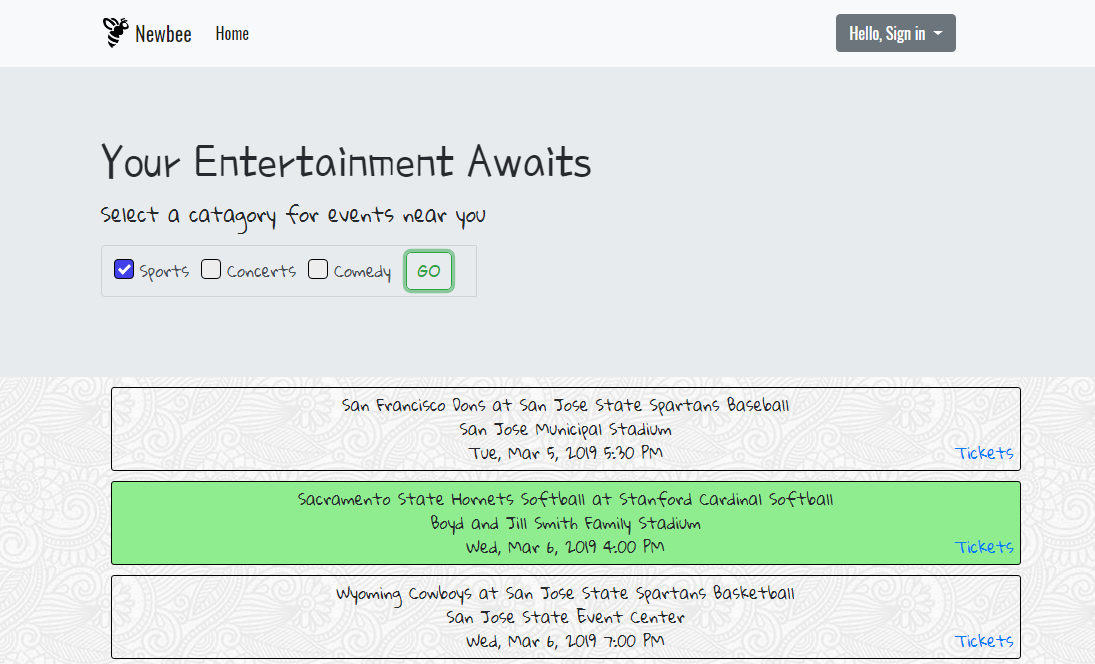 Newbee Home Hello, Sign in
Your Entertainment Awaits
Select a catagory for events near you
Sports Concerts Comedy GO
San Francisco Dons at San Jose State Spartans Baseball
San Jose Municipal Stadium
Tue, Mar 5, 2019 5:30 PM Tickets
Sacramento State Hornets Softball at Stanford Cardinal Softball
Boyd and Jill Smith Family Stadium
Wed, Mar 6, 2019 4:00 PM Tickets
Wyoming Cowboys at San Jose State Spartans Basketball
San Jose State Event Center
Wed, Mar 6, 2019 7:00 PM Tickets